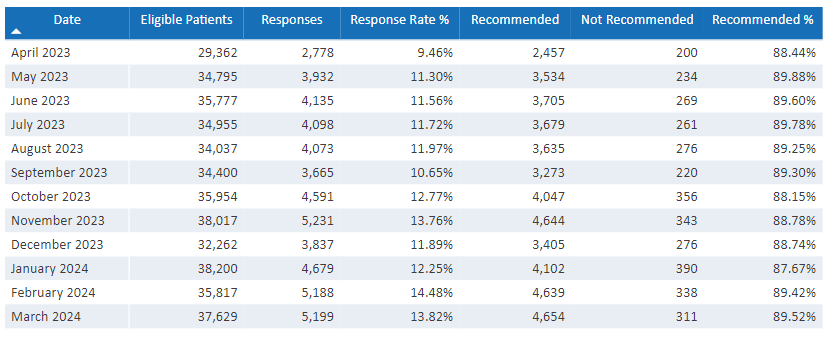 Date Eligible Patients Responses Response Rate % Recommended Not Recommended Recommended %
April 2023 29,362 2,778 9.46% 2,457 200 88.44%
May 2023 34,795 3,932 11.30% 3,534 234 89.88%
June 2023 35,777 4,135 11.56% 3,705 269 89.60%
July 2023 34,955 4,098 11.72% 3,679 261 89.78%
August 2023 34,037 4,073 11.97% 3,635 276 89.25%
September 2023 34,400 3,665 10.65% 3,273 220 89.30%
October 2023 35,954 4,591 12.77% 4,047 356 88.15%
November 2023 38,017 5,231 13.76% 4,644 343 88.78%
December 2023 32,262 3,837 11.89% 3,405 276 88.74%
January 2024 38,200 4,679 12.25% 4,102 390 87.67%
February 2024 35,817 5,188 14.48% 4,639 338 89.42%
March 2024 37,629 5,199 13.82% 4,654 311 89.52%